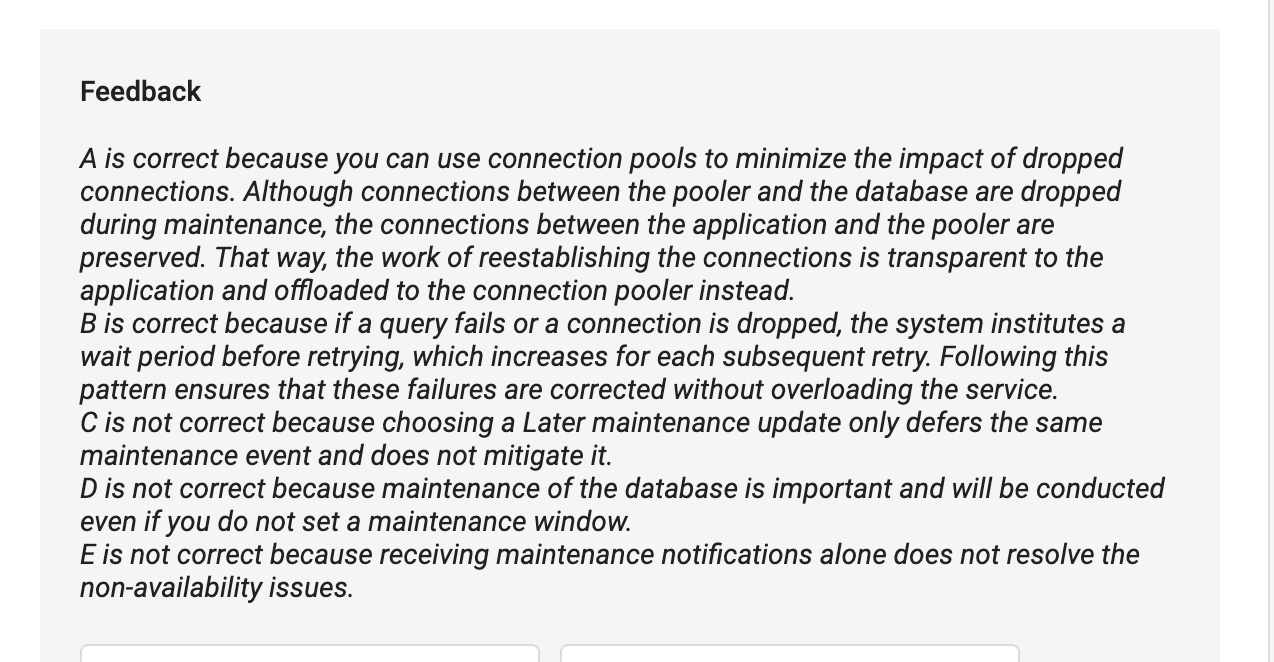 Feedback
A is correct because you can use connection pools to minimize the impact of dropped
connections. Although connections between the pooler and the database are dropped
during maintenance, the connections between the application and the pooler are
preserved. That way, the work of reestablishing the connections is transparent to the
application and offloaded to the connection pooler instead.
B is correct because if a query fails or a connection is dropped, the system institutes a
wait period before retrying, which increases for each subsequent retry. Following this
pattern ensures that these failures are corrected without overloading the service.
C is not correct because choosing a Later maintenance update only defers the same
maintenance event and does not mitigate it.
D is not correct because maintenance of the database is important and will be conducted
even if you do not set a maintenance window.
E is not correct because receiving maintenance notifications alone does not resolve the
non-availability issues.